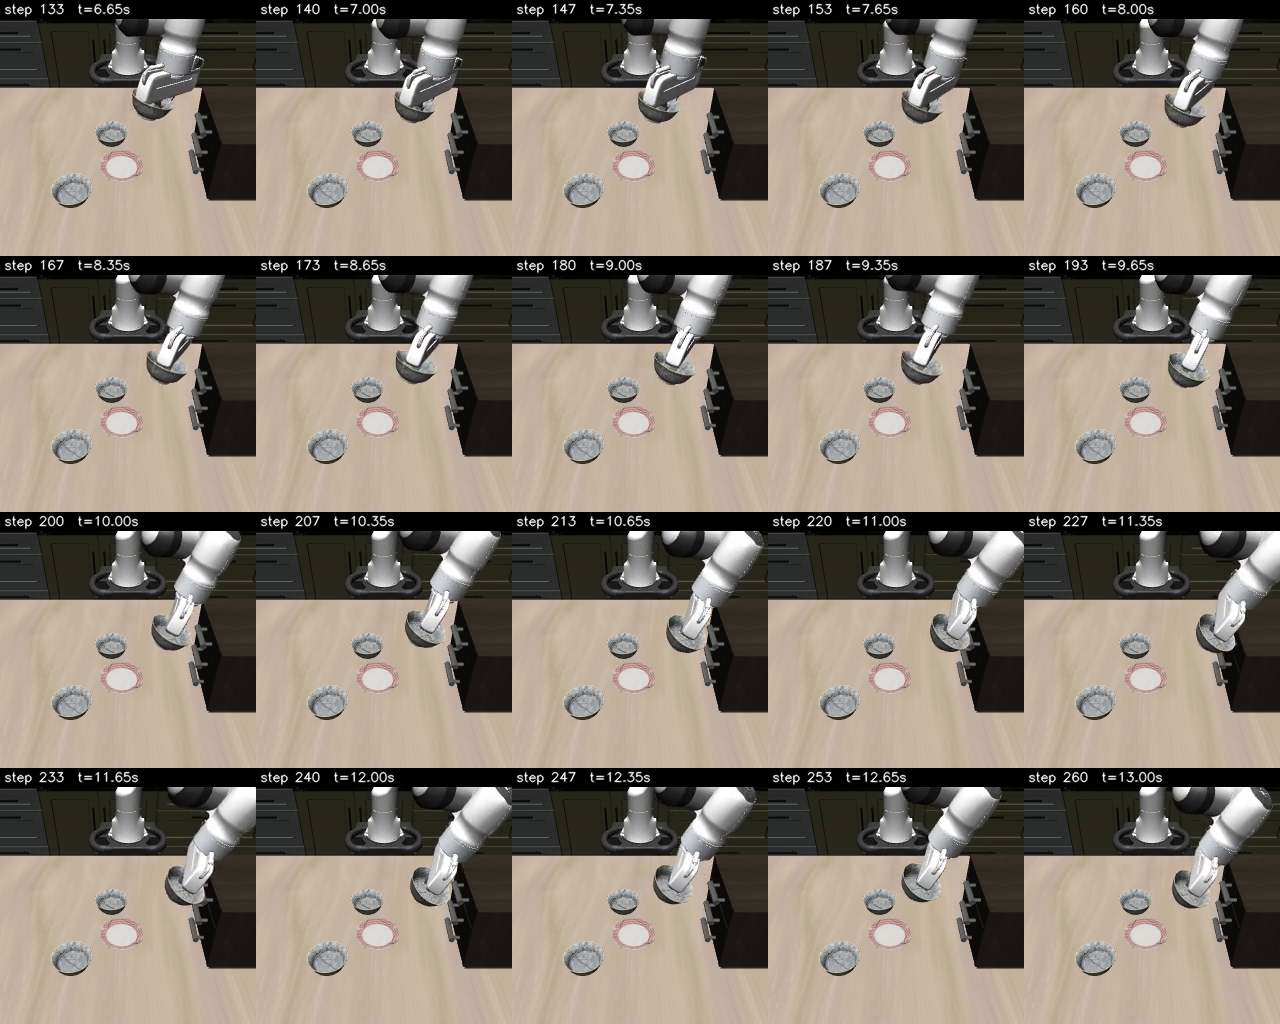 step 133 t=6.65s
step 140 t=7.00s
step 147 t=7.35s
step 153 t=7.65s
step 160 t=8.00s
step 167 t=8.35s
step 173 t=8.65s
step 180 t=9.00s
step 187 t=9.35s
step 193 t=9.65s
step 200 t=10.00s
step 207 t=10.35s
step 213 t=10.65s
step 220 t=11.00s
step 227 t=11.35s
step 233 t=11.65s
step 240 t=12.00s
step 247 t=12.35s
step 253 t=12.65s
step 260 t=13.00s